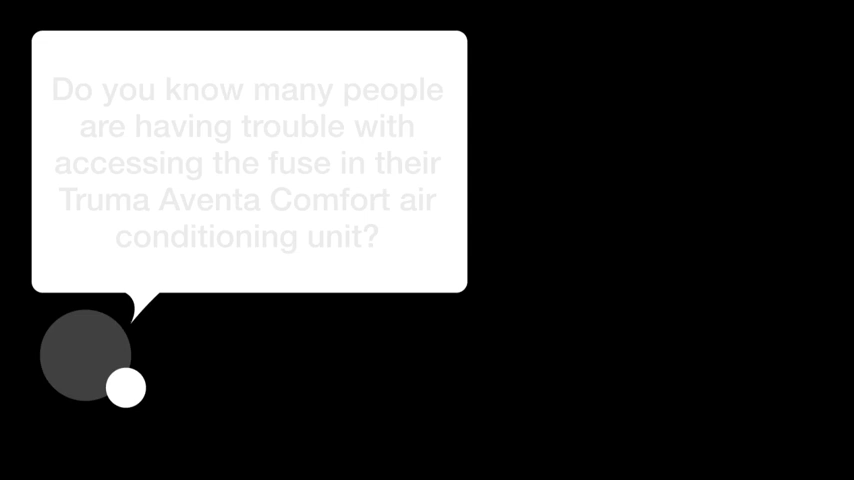 Do you know many people
are having trouble with
accessing the fuse in their
Truma Aventa Comfort air
conditioning unit?